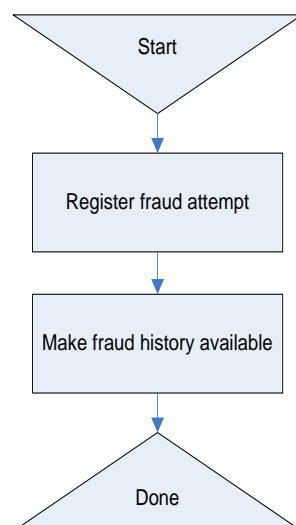 Start
Register fraud attempt
Make fraud history available
Done